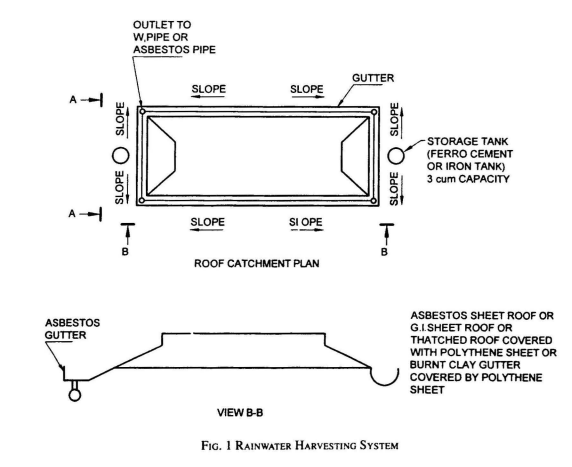 OUTLET TO
W,PIPE OR
ASBESTOS PIPE
SLOPE
SLOPE
GUTTER
A
SLOPE
SLOPE
SLOPE
SLOPE
STORAGE TANK
(FERRO CEMENT
OR IRON TANK)
3 cum CAPACITY
A
SLOPE
SI OPE
B
B
ROOF CATCHMENT PLAN
ASBESTOS
GUTTER
ASBESTOS SHEET ROOF OR
G.I.SHEET ROOF OR
THATCHED ROOF COVERED
WITH POLYTHENE SHEET OR
BURNT CLAY GUTTER
COVERED BY POLYTHENE
SHEET
VIEW B-B
FIG. 1 RAINWATER HARVESTING SYSTEM